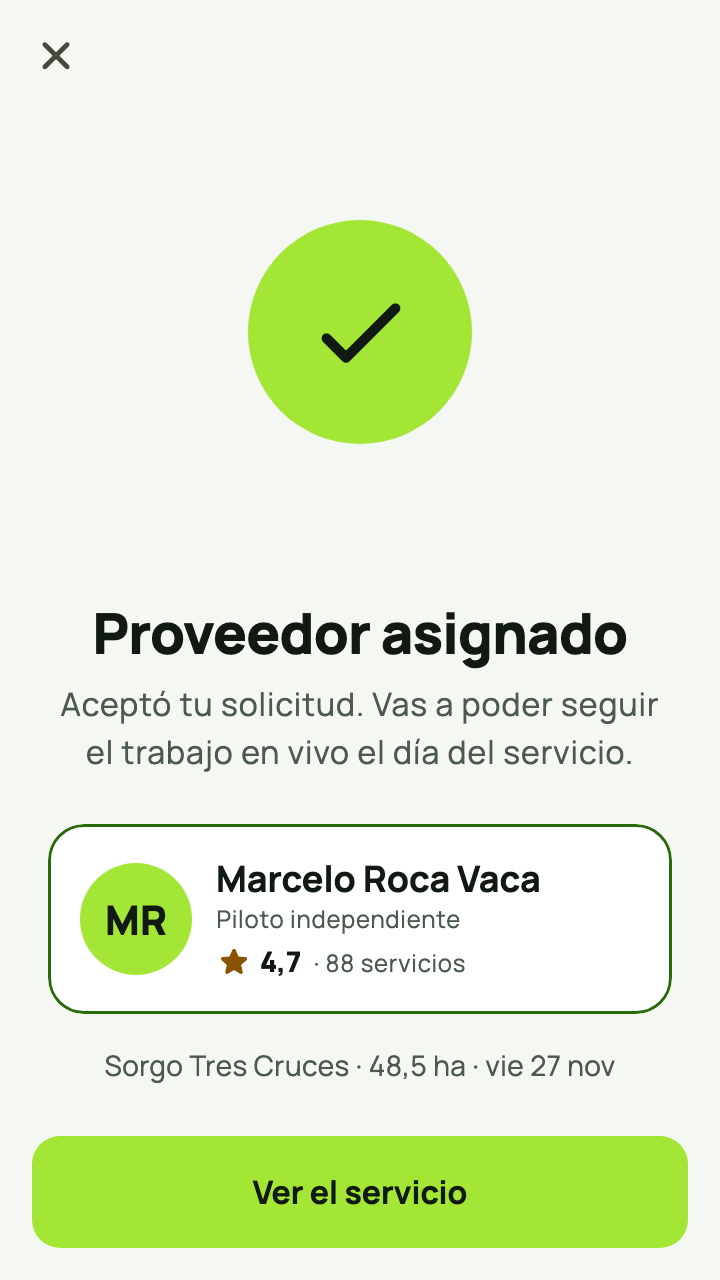 Proveedor asignado
Aceptó tu solicitud. Vas a poder seguir
el trabajo en vivo el día del servicio.
MR
Marcelo Roca Vaca
Piloto independiente
4,7 · 88 servicios
Sorgo Tres Cruces · 48,5 ha · vie 27 nov
Ver el servicio